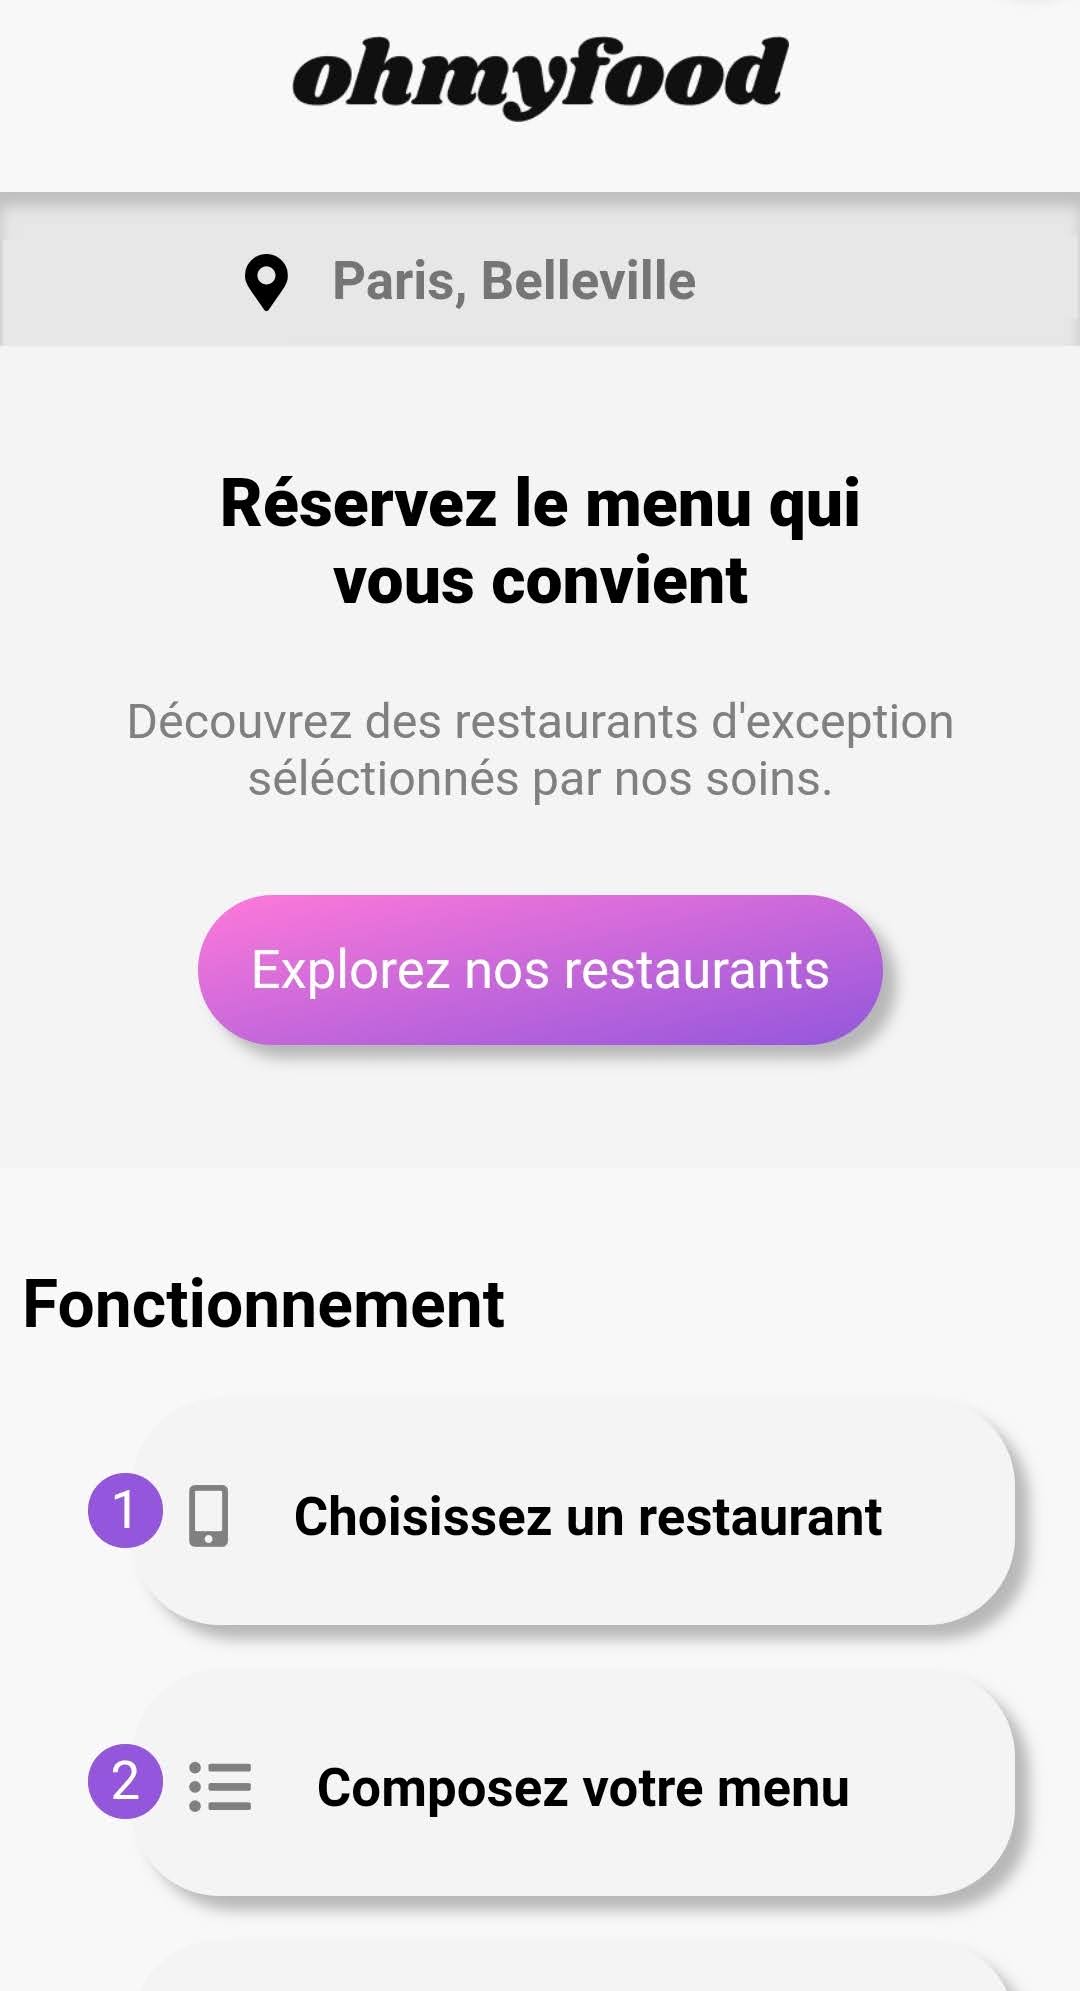 ohmyfood
Paris, Belleville
Réservez le menu qui
vous convient
Découvrez des restaurants d'exception
séléctionnés par nos soins.
Explorez nos restaurants
Fonctionnement
1 Choisissez un restaurant
2 Composez votre menu